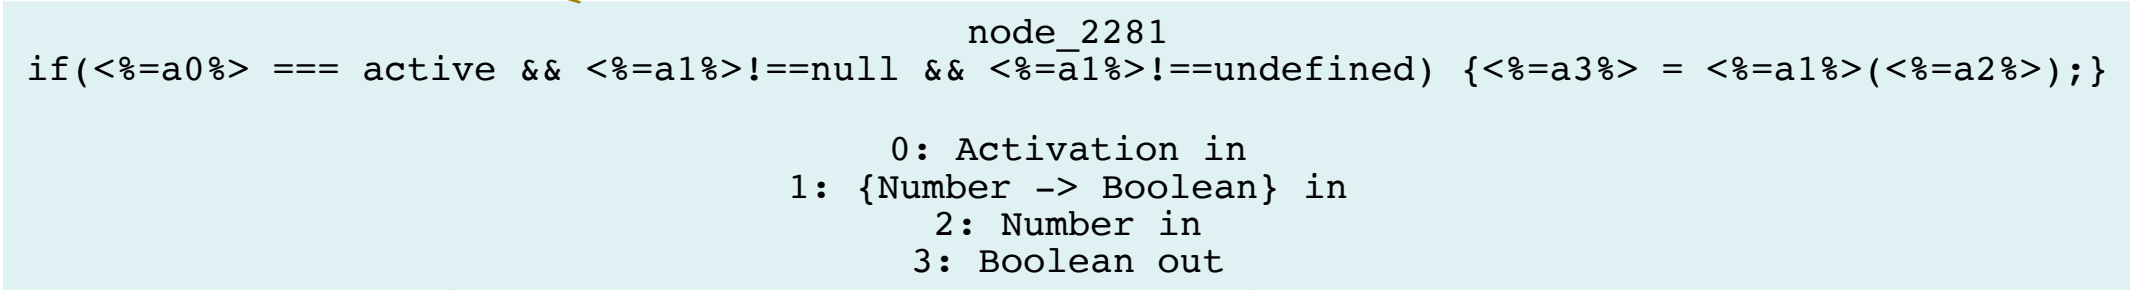 node_2281
if(<%=a0%> === active && <%=a1%>!==null && <%=a1%>!==undefined) {<%=a3%> = <%=a1%>(<%=a2%>);}
0: Activation in
1: {Number -> Boolean} in
2: Number in
3: Boolean out